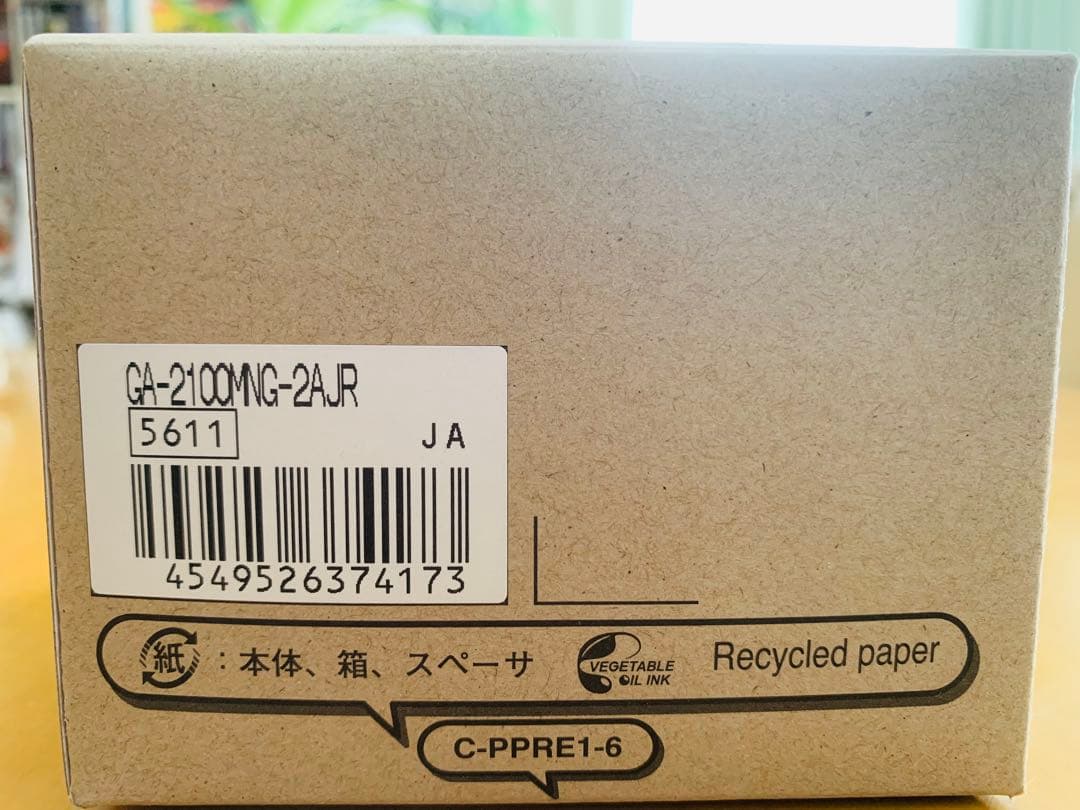 GA-2100MNG-2AJR
5611
JA
4549526374173
紙 : 本体、箱、スペーサ
VEGETABLE
OIL INK
Recycled paper
C-PPRE1-6